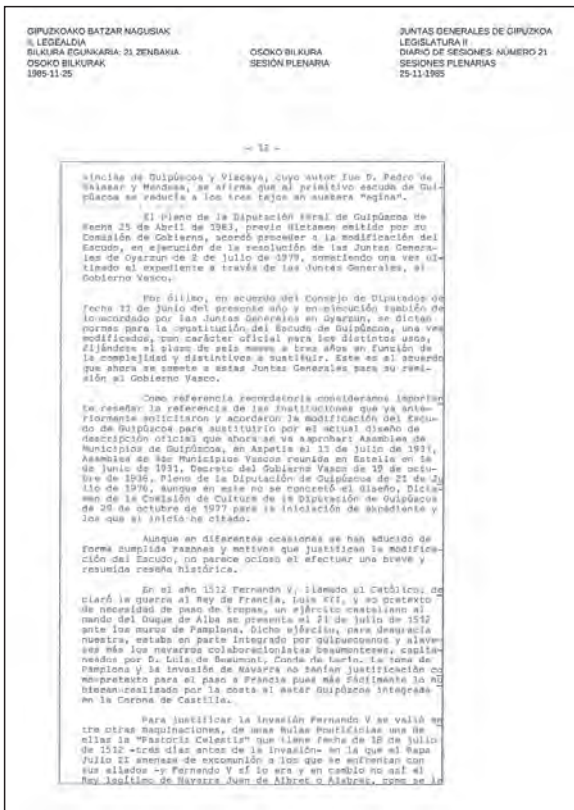 GIPUZKOAKO BATZAR NAGUSIAK
II. LEGEALDIA
BILKURA EGUNKARIA: 21 ZENBAKIA
OSOKO BILKURAK
1985-11-25
OSOKO BILKURA
SESIÓN PLENARIA
JUNTAS GENERALES DE GIPUZKOA
LEGISLATURA II
DIARIO DE SESIONES: NÚMERO 21
SESIONES PLENARIAS
25-11-1985
- 12 -
vincias de Guipúzcoa y Vizcaya, cuyo autor fue D. Pedro de
Salazar y Mendoza, se afirma que el primitivo escudo de Gui-
púzcoa se reducía a los tres tejos en euskera "agina".
El Pleno de la Diputación Foral de Guipúzcoa de
fecha 25 de Abril de 1983, previo dictamen emitido por su
Comisión de Gobierno, acordó proceder a la modificación del
Escudo, en ejecución de la resolución de las Juntas Genera-
les de Oyarzun de 2 de julio de 1979, sometiendo una vez ul-
timado el expediente a través de las Juntas Generales, al
Gobierno Vasco.
Por último, en acuerdo del Consejo de Diputados de
fecha 11 de junio del presente año y en ejecución también de
lo acordado por las Juntas Generales en Oyarzun, se dictan
normas para la sustitución del Escudo de Guipúzcoa, una vez
modificados, con carácter oficial para los distintos usos,
fijándose el plazo de seis meses a tres años en función de
la complejidad y distintivos a sustituir. Este es el acuerdo
que ahora se somete a estas Juntas Generales para su remi-
sión al Gobierno Vasco.
Como referencia recordatoria consideramos importan
te reseñar la referencia de las instituciones que ya ante-
riormente solicitaron y acordaron la modificación del Escu-
do de Guipúzcoa para sustituirlo por el actual diseño de
descripción oficial que ahora se va aprobar: Asamblea de
Municipios de Guipúzcoa, en Azpeitia el 13 de julio de 1931,
Asamblea de los Municipios Vascos reunida en Estella en 14
de junio de 1931, Decreto del Gobierno Vasco de 19 de octu-
bre de 1936, Pleno de la Diputación de Guipúzcoa de 21 de Ju
lio de 1976, aunque en este no se concretó el diseño, Dicta-
men de la Comisión de Cultura de la Diputación de Guipúzcoa
de 29 de octubre de 1977 para la iniciación de expediente y
los que al inicio he citado.
Aunque en diferentes ocasiones se han aducido de
forma cumplida razones y motivos que justifican la modifica-
ción del Escudo, no parece ocioso el efectuar una breve y
resumida reseña histórica.
En el año 1512 Fernando V, llamado el Católico, de
claró la guerra al Rey de Francia, Luis XII, y so pretexto
de necesidad de paso de tropas, un ejército castellano al
mando del Duque de Alba se presenta el 21 de julio de 1512
ante los muros de Pamplona. Dicho ejército, para desgracia
nuestra, estaba en parte integrado por guipuzcoanos y alave-
ses más los navarros colaboracionistas beaumonteses, capita-
neados por D. Luis de Beaumont, Conde de Lerin. La toma de
Pamplona y la invasión de Navarra no tenían justificación co
mo pretexto para el paso a Francia pues más fácilmente lo hu
bieran realizado por la costa al estar Guipúzcoa integrada
en la Corona de Castilla.
Para justificar la invasión Fernando V se valió en
tre otras maquinaciones, de unas Bulas Pontificias una de
ellas la "Pastoris Celestis" que tiene fecha de 18 de julio
de 1512 -tres días antes de la invasión- en la que el Papa
Julio II amenaza de excomunión a los que se enfrentan con
sus aliados -y Fernando V sí lo era y en cambio no así el
Rey legítimo de Navarra Juan de Albret o Alabrez, como se le